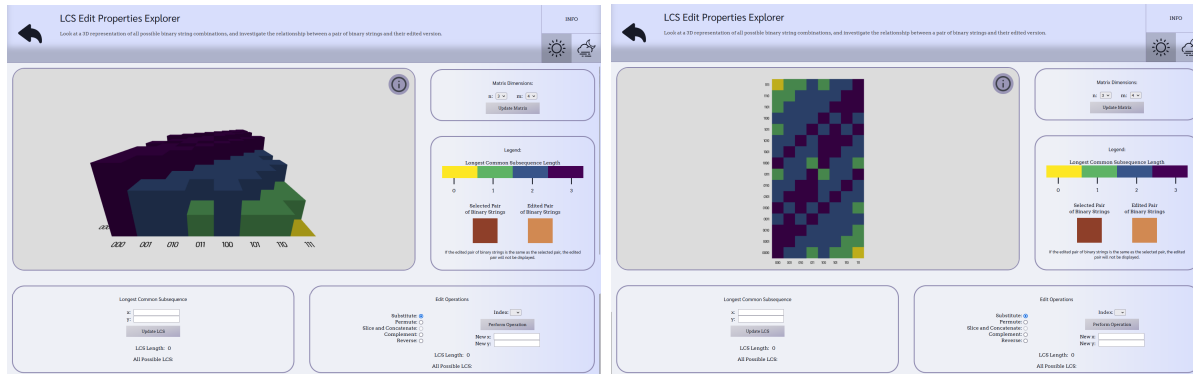 LCS Edit Properties Explorer
Look at a 3D representation of all possible binary string combinations, and investigate the relationship between a pair of binary strings and their edited version.
INFO
Matrix Dimensions:
n: 3 m: 4
Update Matrix
Legend:
Longest Common Subsequence Length
0 1 2 3
Selected Pair of Binary Strings
Edited Pair of Binary Strings
If the edited pair of binary strings is the same as the selected pair, the edited pair will not be displayed.
000 001 010 011 100 101 110 111
Longest Common Subsequence
x:
y:
Update LCS
LCS Length: 0
All Possible LCS:
Edit Operations
Substitute:
Permute:
Slice and Concatenate:
Complement:
Reverse:
Index:
Perform Operation
New x:
New y:
LCS Length: 0
All Possible LCS:
LCS Edit Properties Explorer
Look at a 3D representation of all possible binary string combinations, and investigate the relationship between a pair of binary strings and their edited version.
INFO
Matrix Dimensions:
n: 3 m: 4
Update Matrix
Legend:
Longest Common Subsequence Length
0 1 2 3
Selected Pair of Binary Strings
Edited Pair of Binary Strings
If the edited pair of binary strings is the same as the selected pair, the edited pair will not be displayed.
Longest Common Subsequence
x:
y:
Update LCS
LCS Length: 0
All Possible LCS:
Edit Operations
Substitute:
Permute:
Slice and Concatenate:
Complement:
Reverse:
Index:
Perform Operation
New x:
New y:
LCS Length: 0
All Possible LCS: